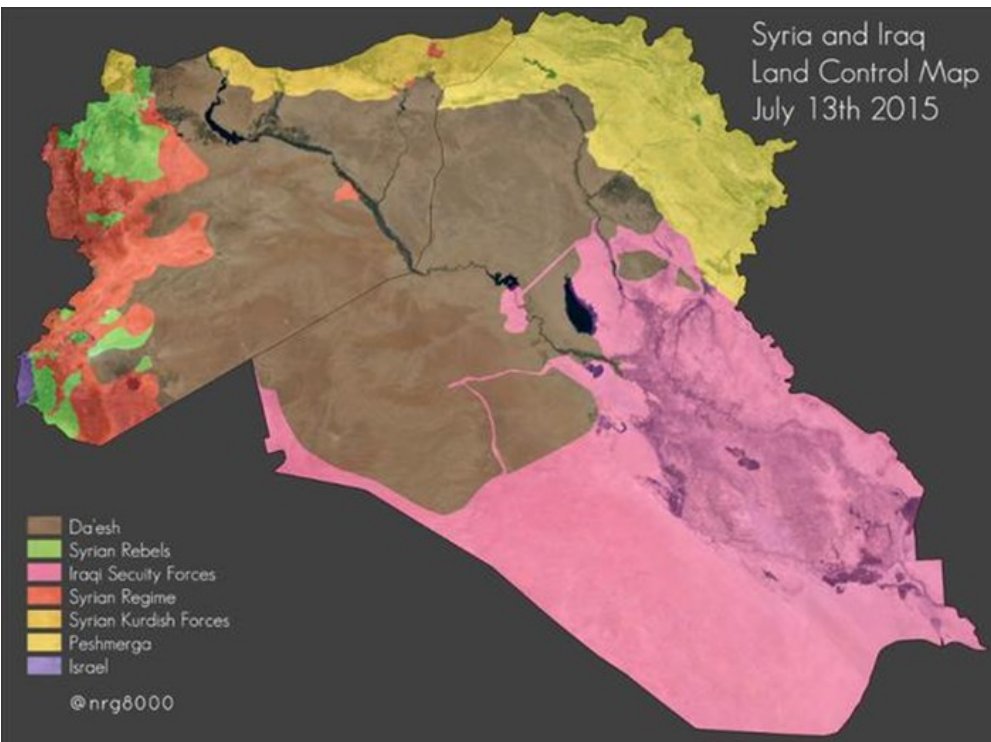 Syria and Iraq
Land Control Map
July 13th 2015
Da'esh
Syrian Rebels
Iraqi Secuity Forces
Syrian Regime
Syrian Kurdish Forces
Peshmerga
Israel
@nrg8000